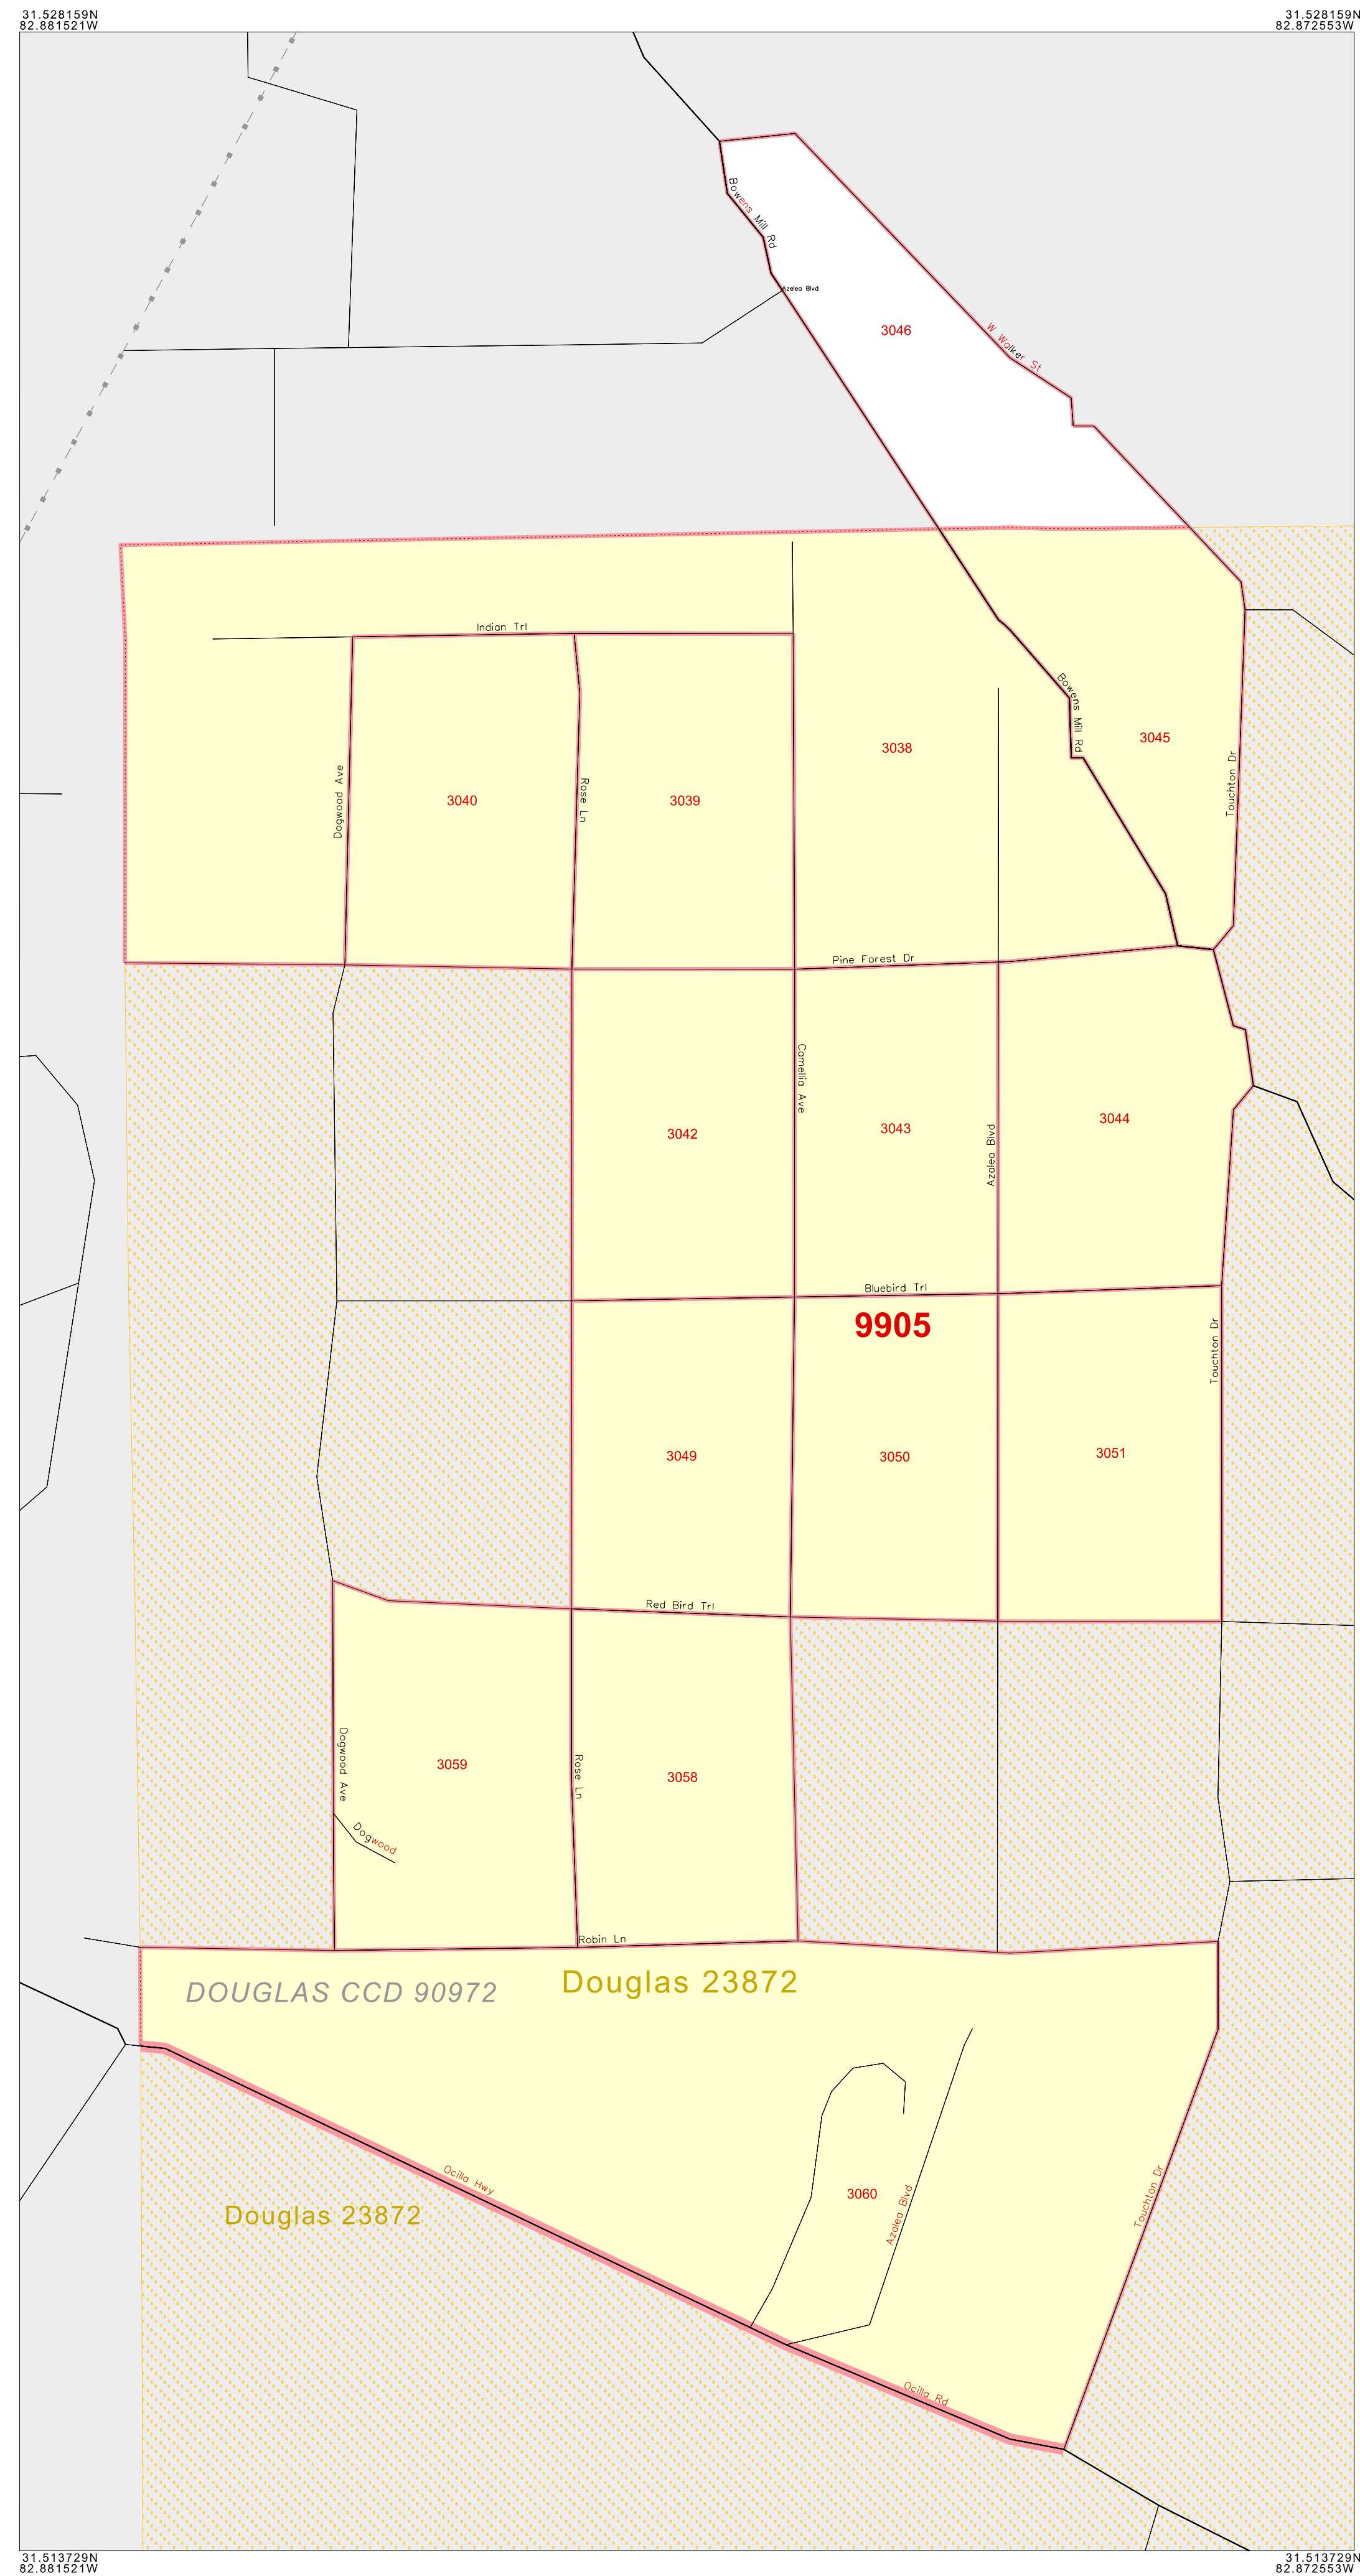 31.528159N
82.881521W
31.528159N
82.872553W
Bowens Mill Rd
Azelea Blvd
3046
W Walker St
Indian Trl
Bowens Mill Rd
3045
3038
Touchton Dr
Dogwood Ave
3040
Rose Ln
3039
Pine Forest Dr
Camellia Ave
3042
3043
Azalea Blvd
3044
Bluebird Trl
9905
Touchton Dr
3049
3050
3051
Red Bird Trl
Dogwood Ave
3059
Rose Ln
3058
Dogwood
Robin Ln
DOUGLAS CCD 90972
Douglas 23872
Ocilla Hwy
3060
Azalea Blvd
Touchton Dr
Douglas 23872
Ocilla Rd
31.513729N
82.881521W
31.513729N
82.872553W